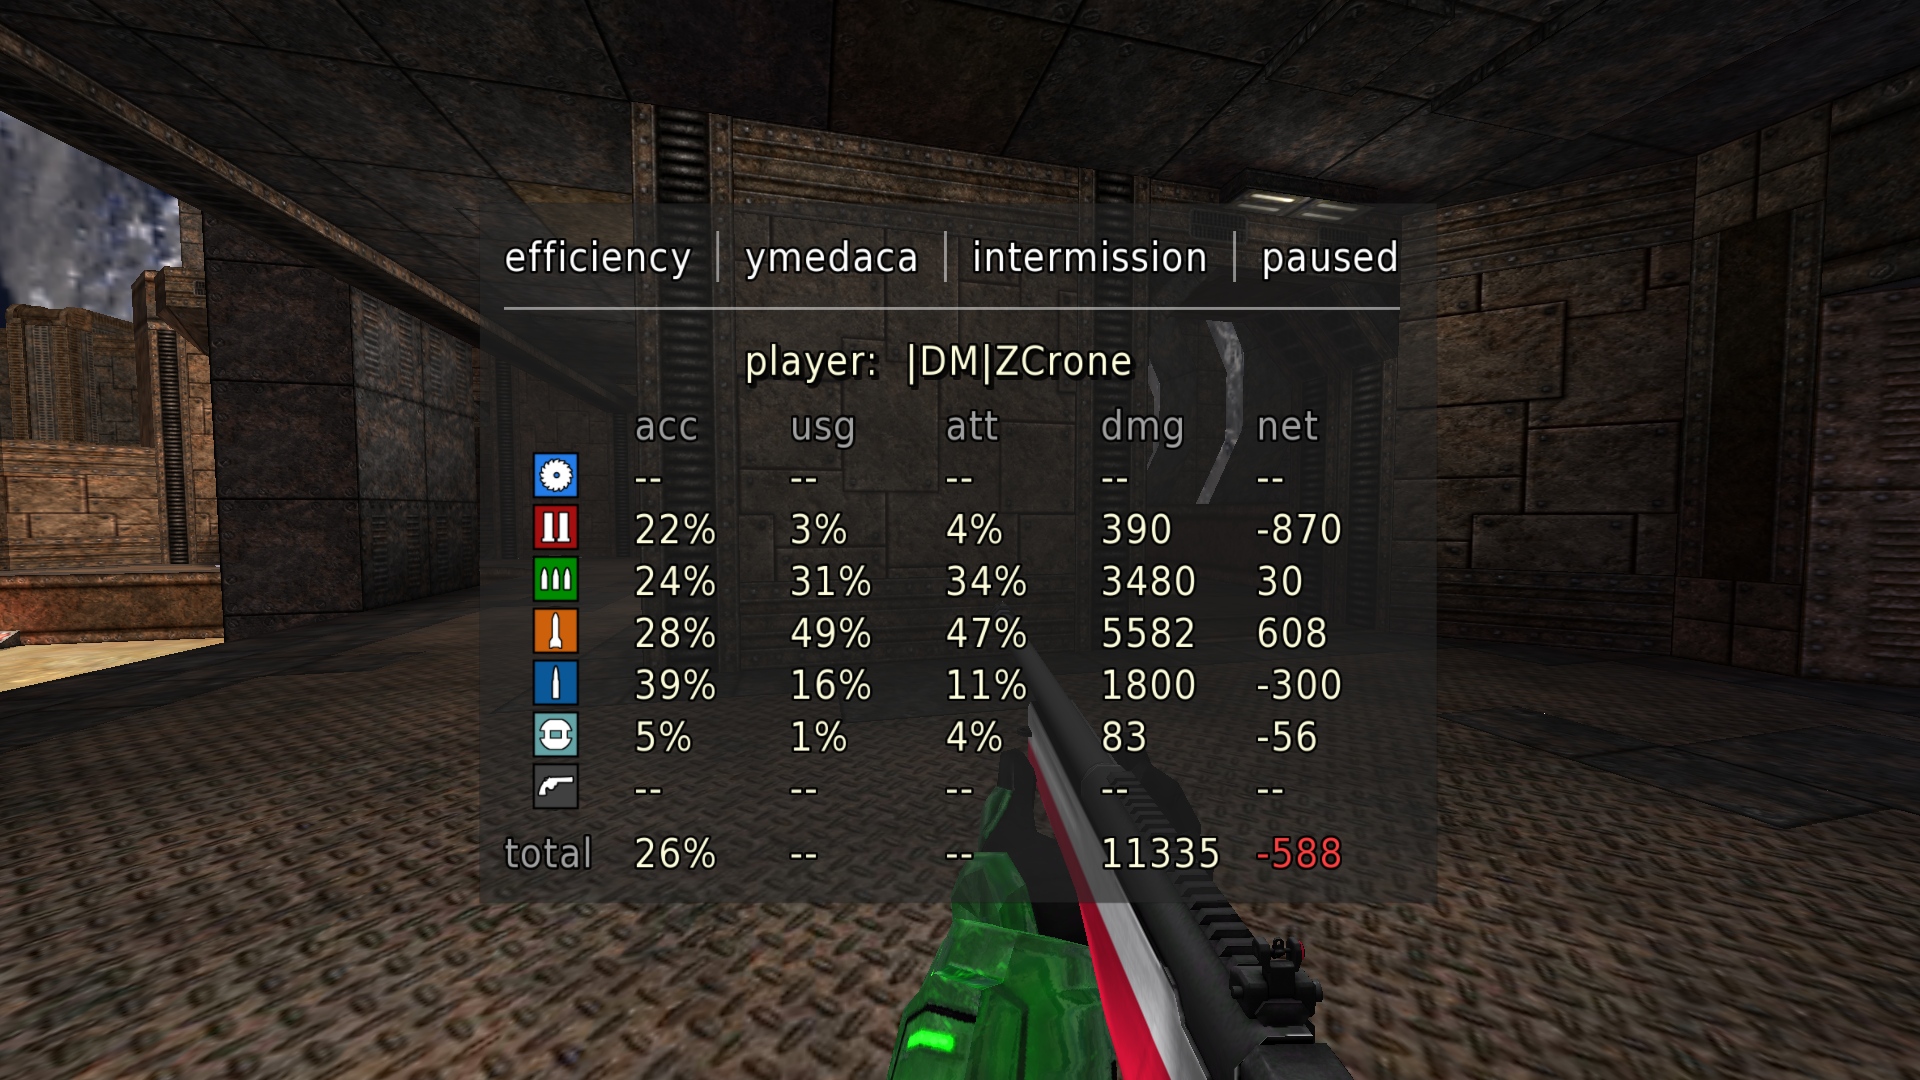 efficiency | ymedaca | intermission | paused
player: |DM|ZCrone
acc usg att dmg net
-- -- -- -- --
22% 3% 4% 390 -870
24% 31% 34% 3480 30
28% 49% 47% 5582 608
39% 16% 11% 1800 -300
5% 1% 4% 83 -56
-- -- -- -- --
total 26% -- -- 11335 -588